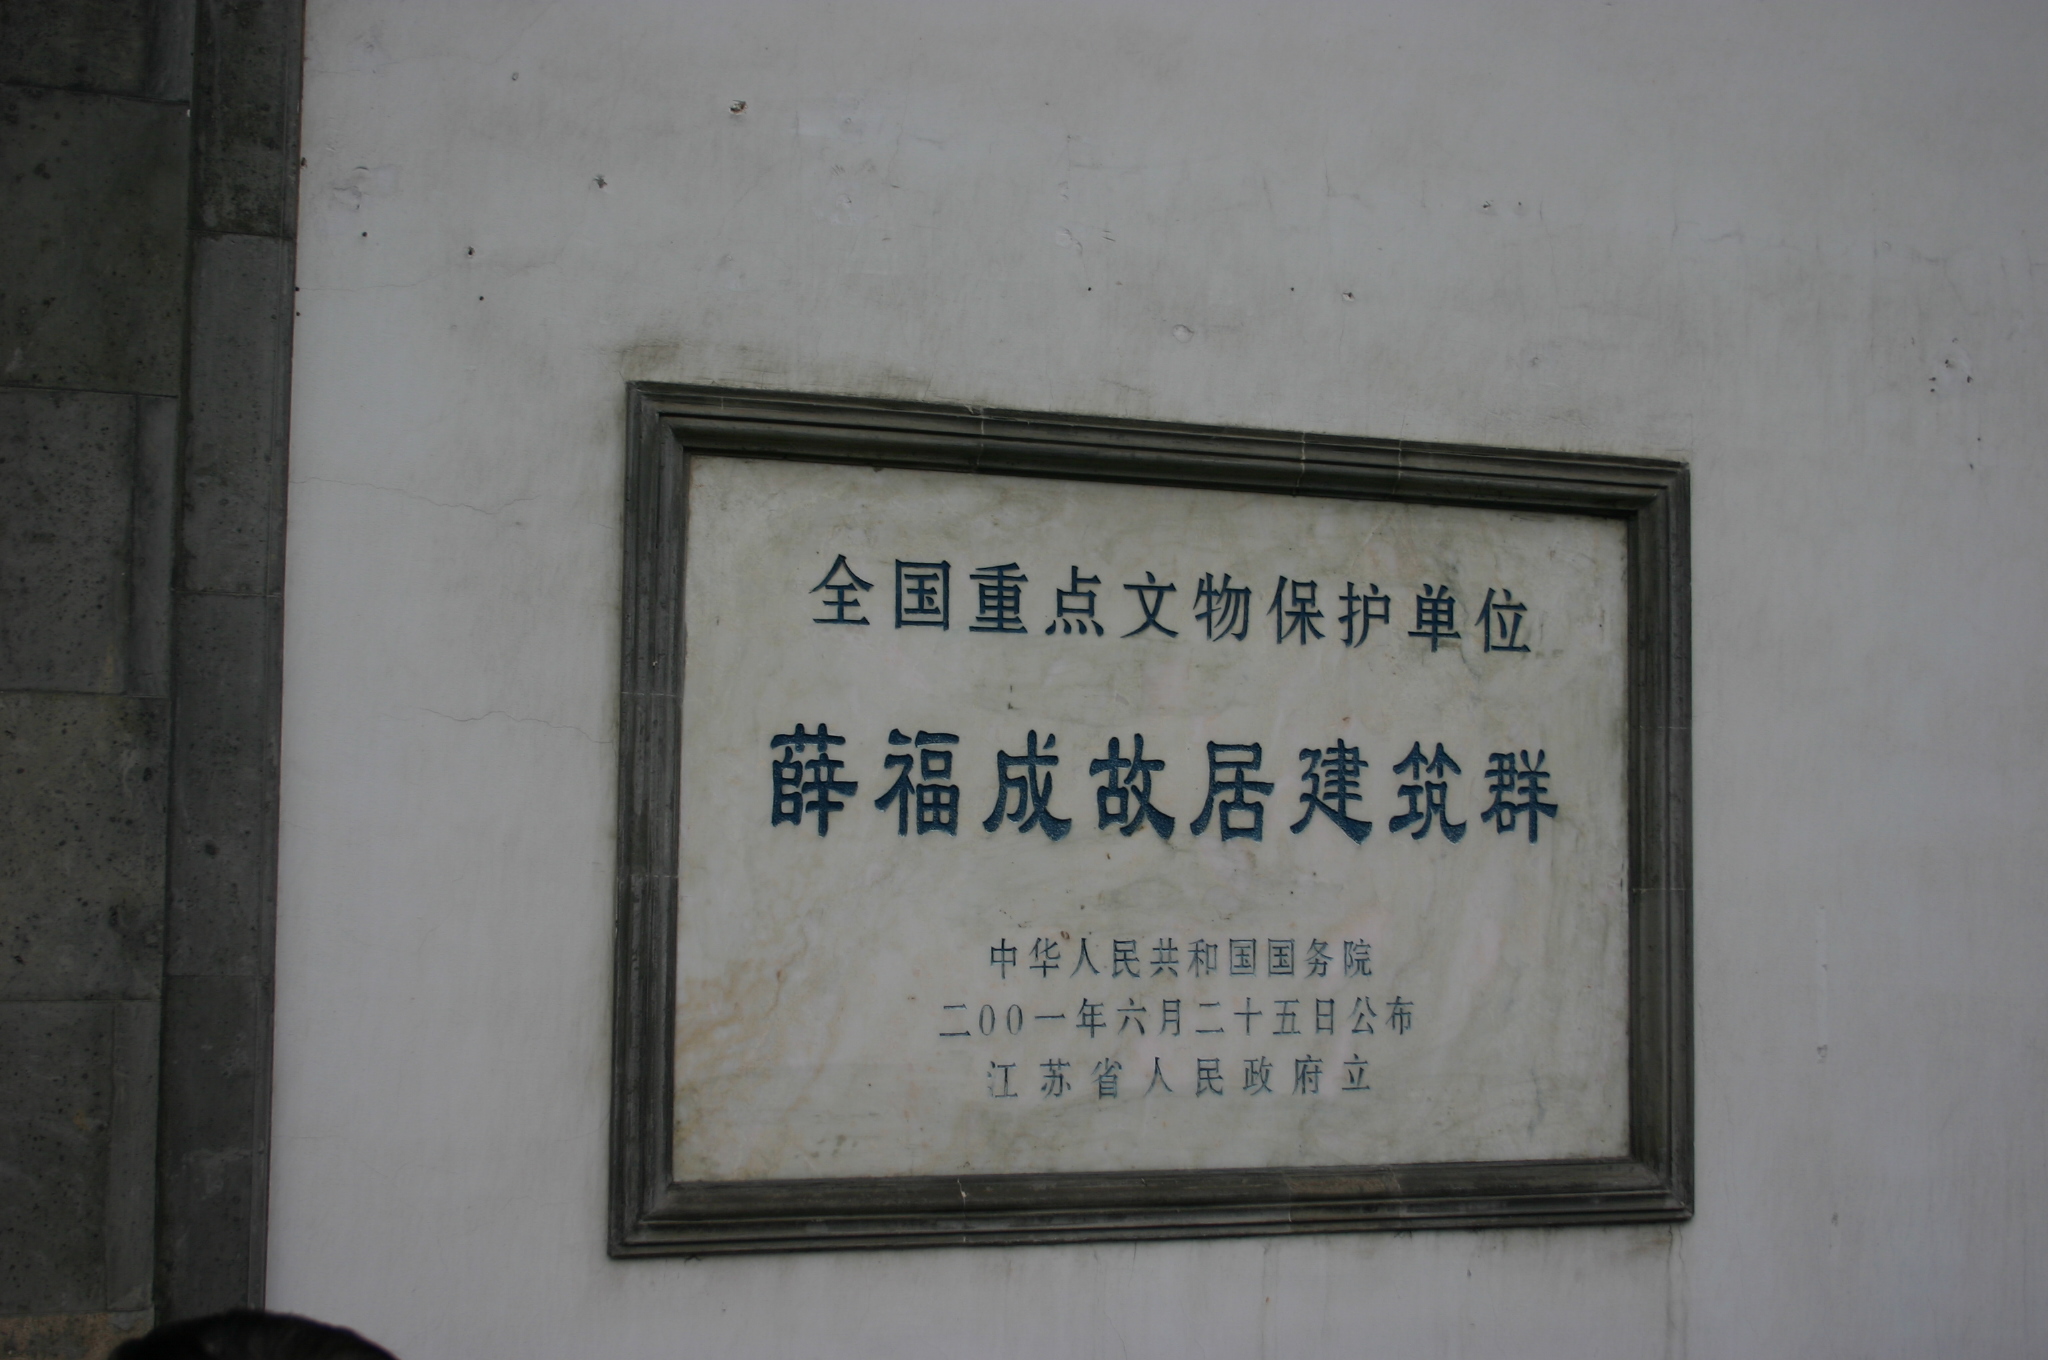 全国重点文物保护单位
薛福成故居建筑群
中华人民共和国国务院
二00一年六月二十五日公布
江苏省人民政府立